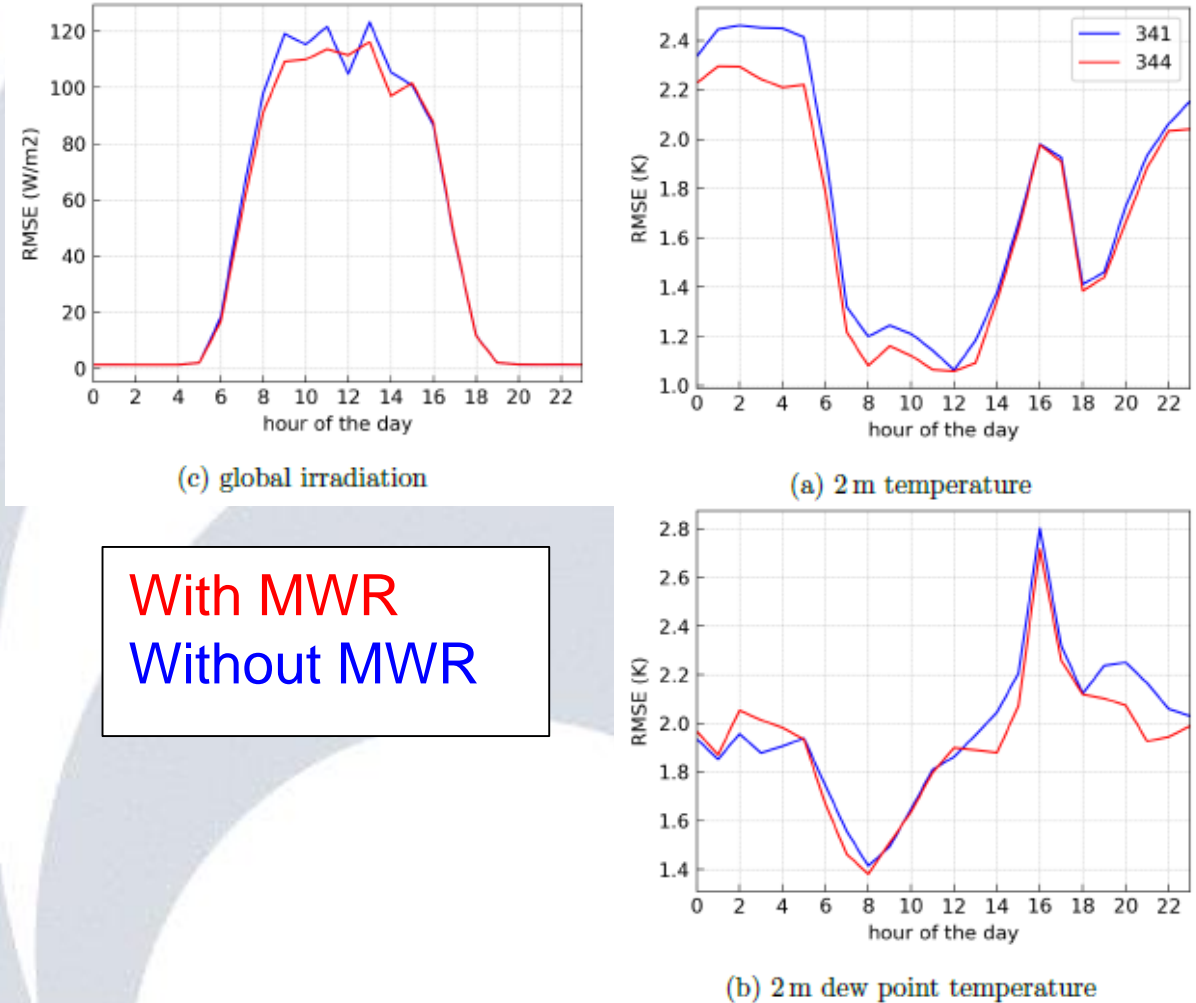 RMSE (W/m2)
120
100
80
60
40
20
0
0 2 4 6 8 10 12 14 16 18 20 22
hour of the day
(c) global irradiation
RMSE (K)
2.4
2.2
2.0
1.8
1.6
1.4
1.2
1.0
341
344
0 2 4 6 8 10 12 14 16 18 20 22
hour of the day
(a) 2 m temperature
With MWR
Without MWR
RMSE (K)
2.8
2.6
2.4
2.2
2.0
1.8
1.6
1.4
0 2 4 6 8 10 12 14 16 18 20 22
hour of the day
(b) 2 m dew point temperature